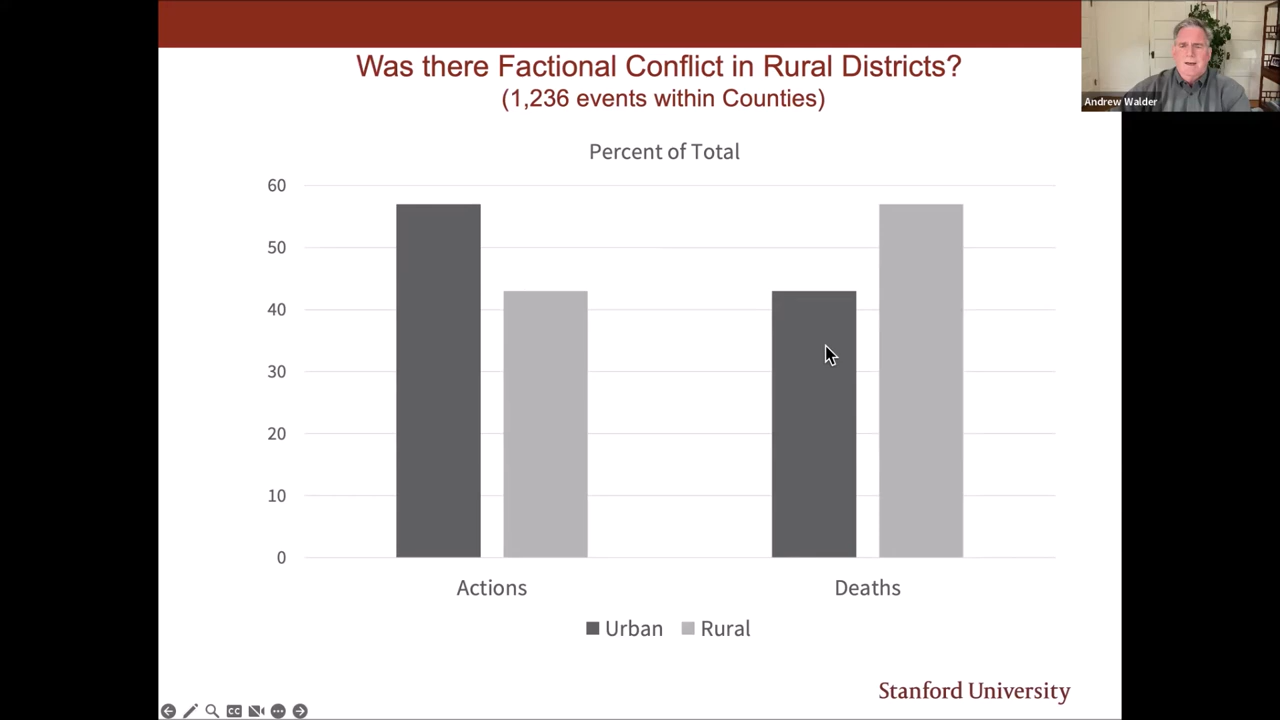 Was there Factional Conflict in Rural Districts?
(1,236 events within Counties)
Andrew Walder
Percent of Total
60
50
40
30
20
10
0
Actions
Deaths
Urban
Rural
Stanford University
CC